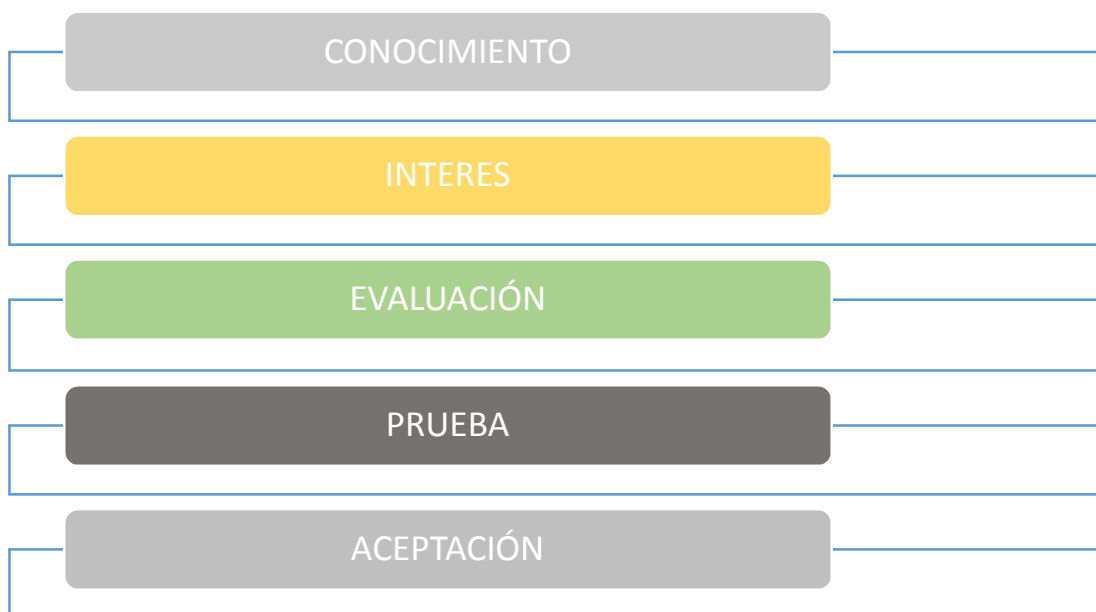 CONOCIMIENTO
INTERES
EVALUACIÓN
PRUEBA
ACEPTACIÓN